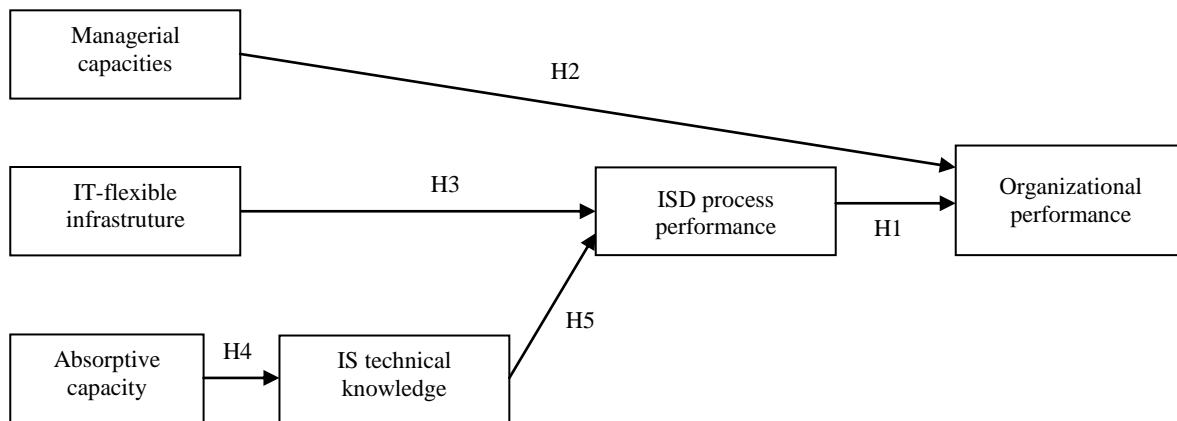 Managerial
capacities
H2
IT-flexible
infrastruture
H3
ISD process
performance
H1
Organizational
performance
H5
Absorptive
capacity
H4
IS technical
knowledge